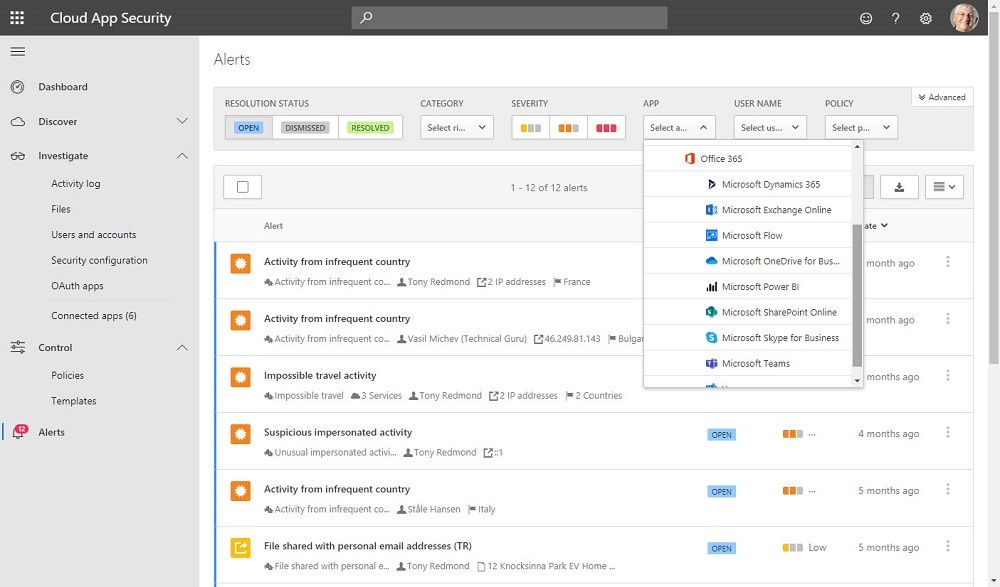 Cloud App Security
?
Alerts
Dashboard
Discover
Investigate
Activity log
Files
Users and accounts
Security configuration
OAuth apps
Connected apps (6)
Control
Policies
Templates
12
Alerts
Advanced
RESOLUTION STATUS
OPEN
DISMISSED
RESOLVED
CATEGORY
Select ri...
SEVERITY
APP
Select a...
USER NAME
Select us...
POLICY
Select p...
Office 365
Microsoft Dynamics 365
Microsoft Exchange Online
Microsoft Flow
Microsoft OneDrive for Bus...
Microsoft Power BI
Microsoft SharePoint Online
Microsoft Skype for Business
Microsoft Teams
1 - 12 of 12 alerts
Alert
ate
Activity from infrequent country
month ago
Activity from infrequent co... Tony Redmond 2 IP addresses France
Activity from infrequent country
month ago
Activity from infrequent co... Vasil Michev (Technical Guru) 46.249.81.143 Bulgar
Impossible travel activity
months ago
Impossible travel 3 Services Tony Redmond 2 IP addresses 2 Countries
Suspicious impersonated activity
OPEN ... 4 months ago
Unusual impersonated activi... Tony Redmond ::1
Activity from infrequent country
OPEN ... 5 months ago
Activity from infrequent co... Ståle Hansen Italy
File shared with personal email addresses (TR)
OPEN Low 5 months ago
File shared with personal e... Tony Redmond 12 Knocksinna Park EV Home ...